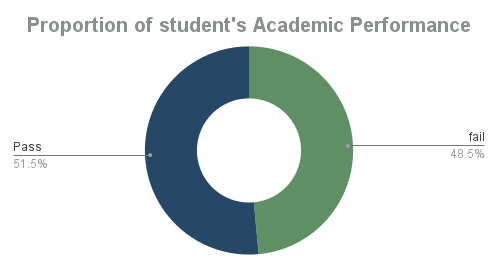 Proportion of student's Academic Performance
Pass
51.5%
fail
48.5%